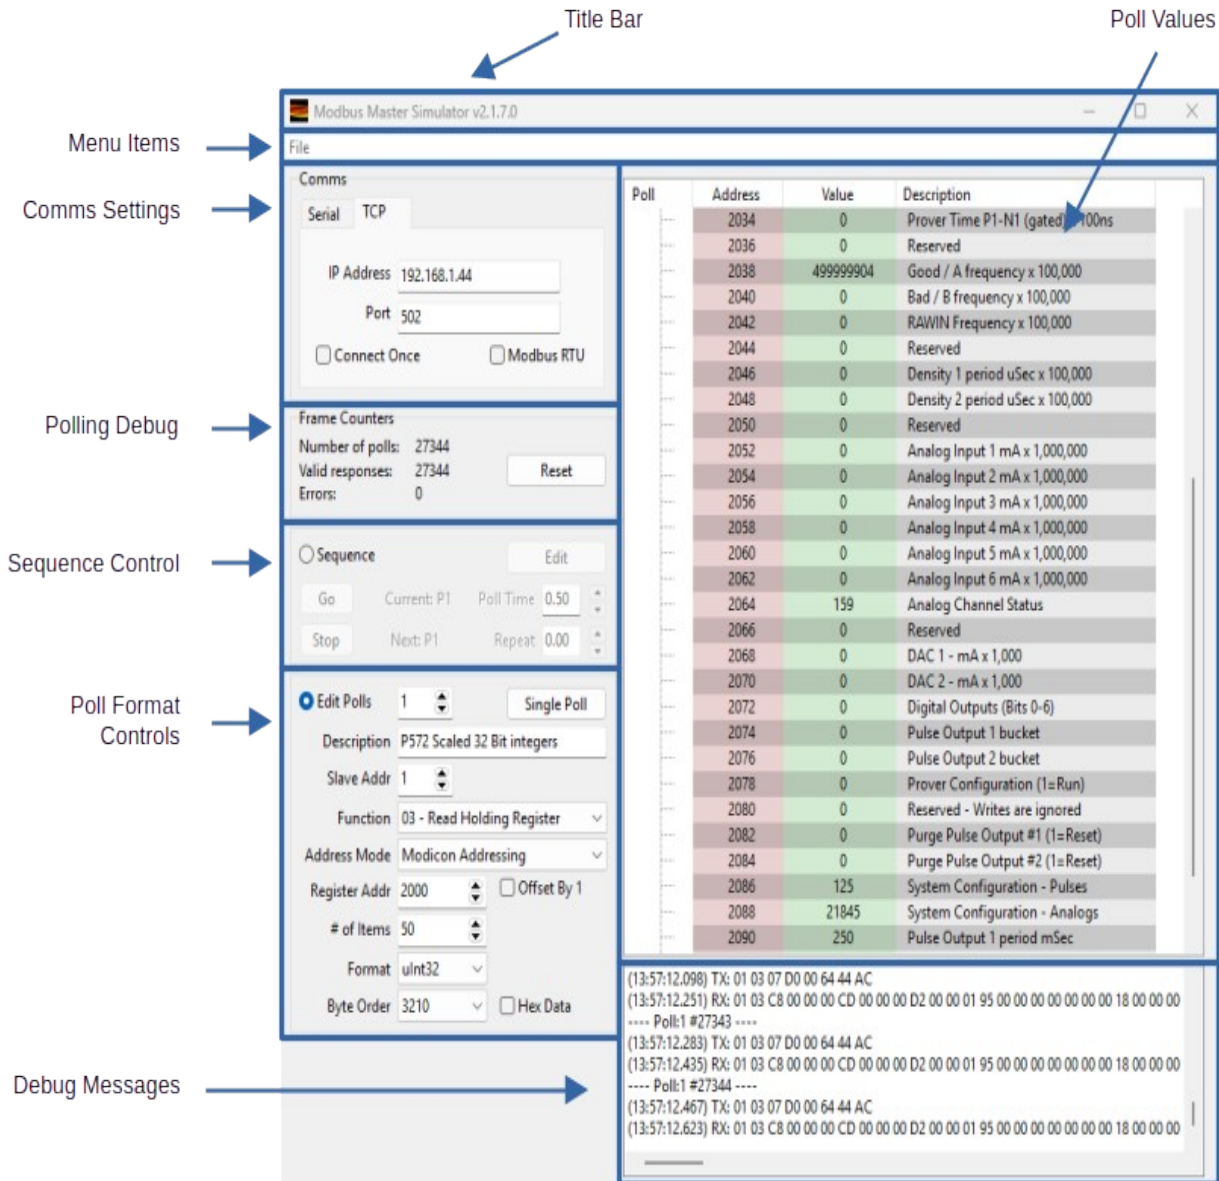 Title Bar
Poll Values
Modbus Master Simulator v2.1.7.0
Menu Items
File
Comms Settings
Comms
Serial TCP
IP Address 192.168.1.44
Port 502
Connect Once Modbus RTU
Polling Debug
Frame Counters
Number of polls: 27344
Valid responses: 27344
Errors: 0
Reset
Sequence Control
Sequence Edit
Go Current: P1 Poll Time 0.50
Stop Next: P1 Repeat 0.00
Poll Format
Controls
Edit Polls 1 Single Poll
Description P572 Scaled 32 Bit integers
Slave Addr 1
Function 03 - Read Holding Register
Address Mode Modicon Addressing
Register Addr 2000 Offset By 1
# of Items 50
Format uInt32
Byte Order 3210 Hex Data
Poll Address Value Description
2034 0 Prover Time P1-N1 (gated) 100ns
2036 0 Reserved
2038 499999904 Good / A frequency x 100,000
2040 0 Bad / B frequency x 100,000
2042 0 RAWIN Frequency x 100,000
2044 0 Reserved
2046 0 Density 1 period uSec x 100,000
2048 0 Density 2 period uSec x 100,000
2050 0 Reserved
2052 0 Analog Input 1 mA x 1,000,000
2054 0 Analog Input 2 mA x 1,000,000
2056 0 Analog Input 3 mA x 1,000,000
2058 0 Analog Input 4 mA x 1,000,000
2060 0 Analog Input 5 mA x 1,000,000
2062 0 Analog Input 6 mA x 1,000,000
2064 159 Analog Channel Status
2066 0 Reserved
2068 0 DAC 1 - mA x 1,000
2070 0 DAC 2 - mA x 1,000
2072 0 Digital Outputs (Bits 0-6)
2074 0 Pulse Output 1 bucket
2076 0 Pulse Output 2 bucket
2078 0 Prover Configuration (1=Run)
2080 0 Reserved - Writes are ignored
2082 0 Purge Pulse Output #1 (1=Reset)
2084 0 Purge Pulse Output #2 (1=Reset)
2086 125 System Configuration - Pulses
2088 21845 System Configuration - Analogs
2090 250 Pulse Output 1 period mSec
Debug Messages
(13:57:12.098) TX: 01 03 07 D0 00 64 44 AC
(13:57:12.251) RX: 01 03 C8 00 00 00 CD 00 00 00 D2 00 00 01 95 00 00 00 00 00 00 00 18 00 00 00
---- Poll:1 #27343 ----
(13:57:12.283) TX: 01 03 07 D0 00 64 44 AC
(13:57:12.435) RX: 01 03 C8 00 00 00 CD 00 00 00 D2 00 00 01 95 00 00 00 00 00 00 00 18 00 00 00
---- Poll:1 #27344 ----
(13:57:12.467) TX: 01 03 07 D0 00 64 44 AC
(13:57:12.623) RX: 01 03 C8 00 00 00 CD 00 00 00 D2 00 00 01 95 00 00 00 00 00 00 00 18 00 00 00